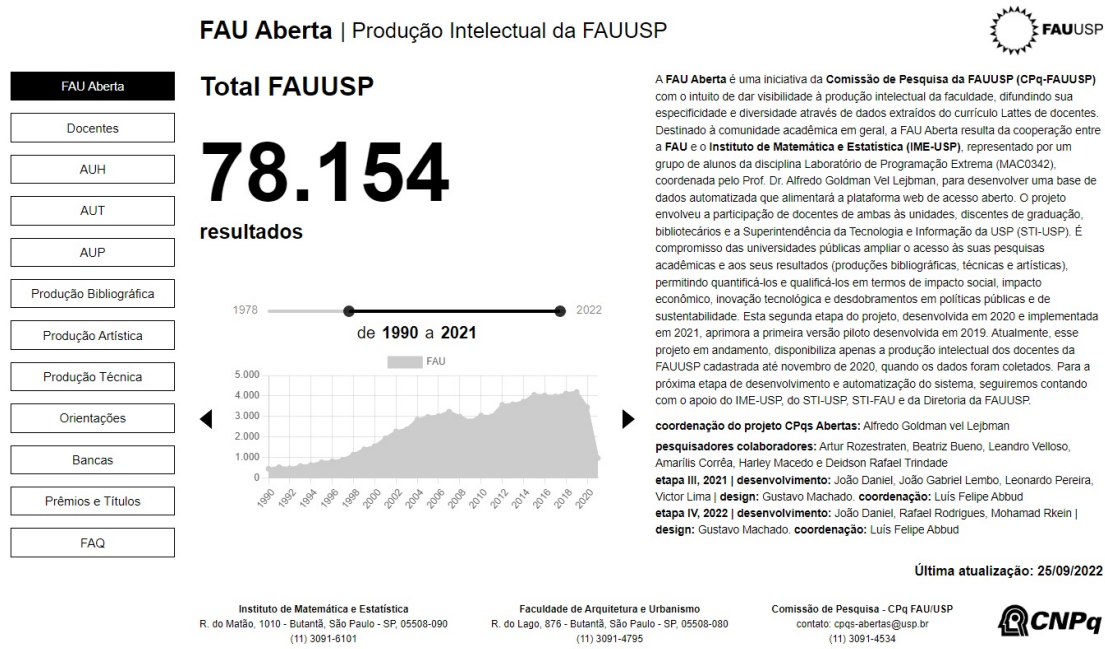 FAU Aberta | Produção Intelectual da FAUUSP
FAUUSP
FAU Aberta
Docentes
AUH
AUT
AUP
Produção Bibliográfica
Produção Artística
Produção Técnica
Orientações
Bancas
Prêmios e Títulos
FAQ
Total FAUUSP
78.154
resultados
1978
2022
de 1990 a 2021
FAU
5.000
4.000
3.000
2.000
1.000
0
1990 1992 1994 1996 1998 2000 2002 2004 2006 2008 2010 2012 2014 2016 2018 2020
A FAU Aberta é uma iniciativa da Comissão de Pesquisa da FAUUSP (CPq-FAUUSP)
com o intuito de dar visibilidade à produção intelectual da faculdade, difundindo sua
especificidade e diversidade através de dados extraídos do currículo Lattes de docentes.
Destinado à comunidade acadêmica em geral, a FAU Aberta resulta da cooperação entre
a FAU e o Instituto de Matemática e Estatística (IME-USP), representado por um
grupo de alunos da disciplina Laboratório de Programação Extrema (MAC0342),
coordenada pelo Prof. Dr. Alfredo Goldman Vel Lejbman, para desenvolver uma base de
dados automatizada que alimentará a plataforma web de acesso aberto. O projeto
envolveu a participação de docentes de ambas às unidades, discentes de graduação,
bibliotecários e a Superintendência da Tecnologia e Informação da USP (STI-USP). É
compromisso das universidades públicas ampliar o acesso às suas pesquisas
acadêmicas e aos seus resultados (produções bibliográficas, técnicas e artísticas),
permitindo quantificá-los e qualificá-los em termos de impacto social, impacto
econômico, inovação tecnológica e desdobramentos em políticas públicas e de
sustentabilidade. Esta segunda etapa do projeto, desenvolvida em 2020 e implementada
em 2021, aprimora a primeira versão piloto desenvolvida em 2019. Atualmente, esse
projeto em andamento, disponibiliza apenas a produção intelectual dos docentes da
FAUUSP cadastrada até novembro de 2020, quando os dados foram coletados. Para a
próxima etapa de desenvolvimento e automatização do sistema, seguiremos contando
com o apoio do IME-USP, do STI-USP, STI-FAU e da Diretoria da FAUUSP.
coordenação do projeto CPqs Abertas: Alfredo Goldman vel Lejbman
pesquisadores colaboradores: Artur Rozestraten, Beatriz Bueno, Leandro Velloso,
Amarílis Corrêa, Harley Macedo e Deidson Rafael Trindade
etapa III, 2021 | desenvolvimento: João Daniel, João Gabriel Lembo, Leonardo Pereira,
Victor Lima | design: Gustavo Machado. coordenação: Luís Felipe Abbud
etapa IV, 2022 | desenvolvimento: João Daniel, Rafael Rodrigues, Mohamad Rkein |
design: Gustavo Machado. coordenação: Luís Felipe Abbud
Última atualização: 25/09/2022
Instituto de Matemática e Estatística
R. do Matão, 1010 - Butantã, São Paulo - SP, 05508-090
(11) 3091-6101
Faculdade de Arquitetura e Urbanismo
R. do Lago, 876 - Butantã, São Paulo - SP, 05508-080
(11) 3091-4795
Comissão de Pesquisa - CPq FAU/USP
contato: cpqs-abertas@usp.br
(11) 3091-4534
CNPq